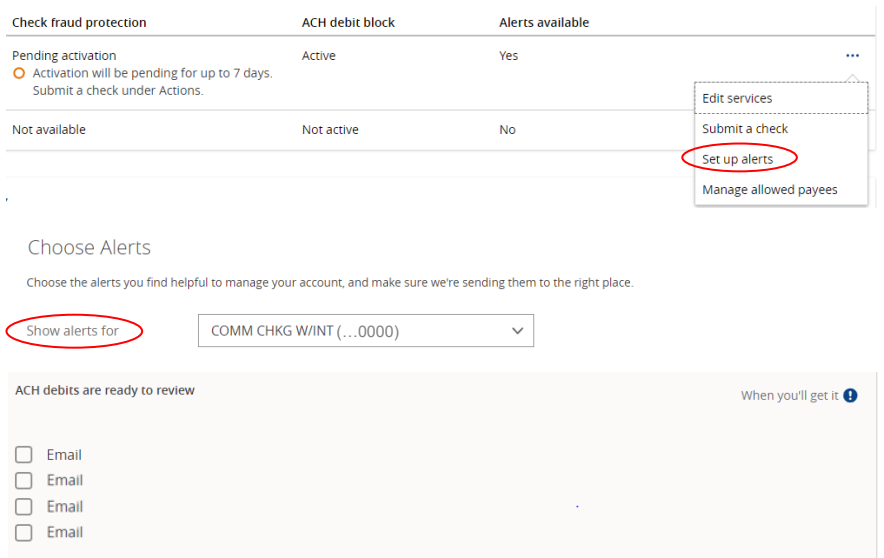 Check fraud protection ACH debit block Alerts available
Pending activation Active Yes ...
Activation will be pending for up to 7 days.
Submit a check under Actions.
Edit services
Submit a check
Not available Not active No
Set up alerts
Manage allowed payees
Choose Alerts
Choose the alerts you find helpful to manage your account, and make sure we're sending them to the right place.
Show alerts for COMM CHKG W/INT (...0000)
ACH debits are ready to review When you'll get it !
Email
Email
Email
Email